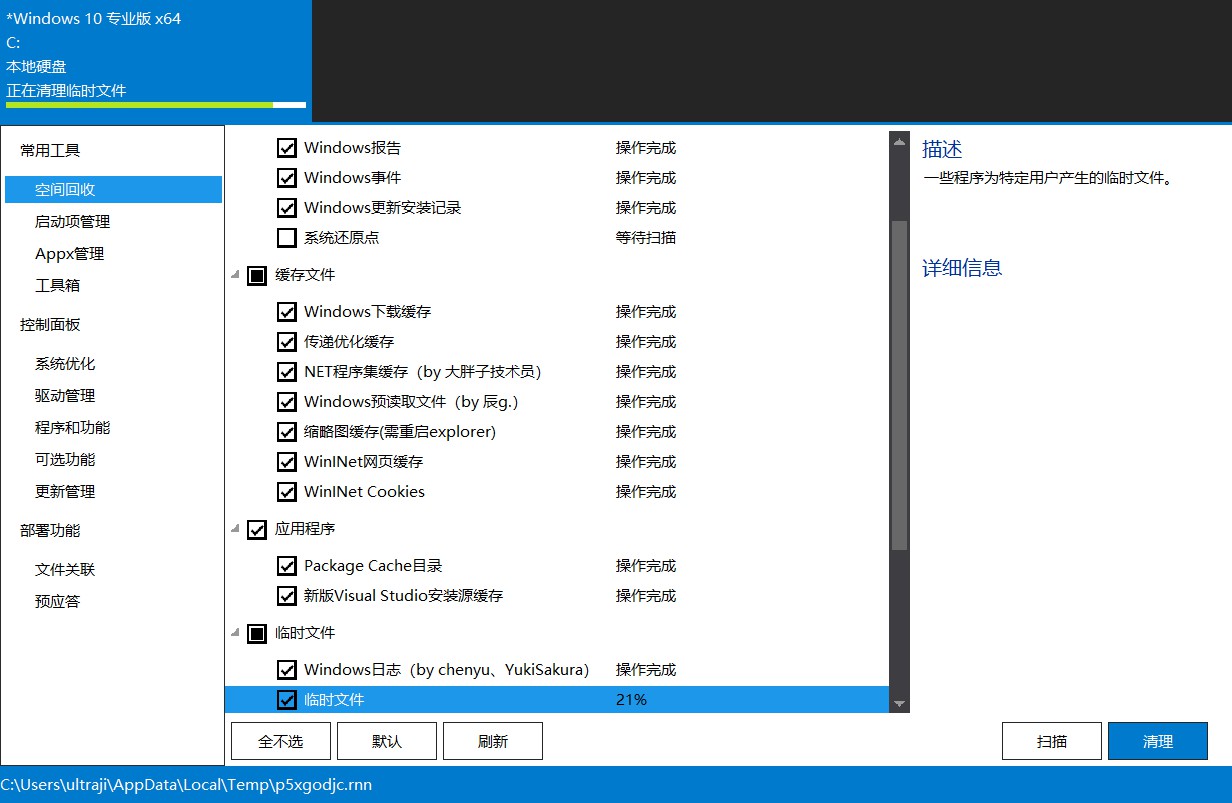 *Windows 10 专业版 x64
C:
本地硬盘
正在清理临时文件
常用工具
空间回收
启动项管理
Appx管理
工具箱
控制面板
系统优化
驱动管理
程序和功能
可选功能
更新管理
部署功能
文件关联
预应答
Windows报告 操作完成
Windows事件 操作完成
Windows更新安装记录 操作完成
系统还原点 等待扫描
缓存文件
Windows下载缓存 操作完成
传递优化缓存 操作完成
NET程序集缓存（by 大胖子技术员） 操作完成
Windows预读取文件（by 辰g.） 操作完成
缩略图缓存(需重启explorer) 操作完成
WinINet网页缓存 操作完成
WinINet Cookies 操作完成
应用程序
Package Cache目录 操作完成
新版Visual Studio安装源缓存 操作完成
临时文件
Windows日志（by chenyu、YukiSakura） 操作完成
临时文件 21%
描述
一些程序为特定用户产生的临时文件。
详细信息
全不选 默认 刷新 扫描 清理
C:\Users\ultraji\AppData\Local\Temp\p5xgodjc.rnn